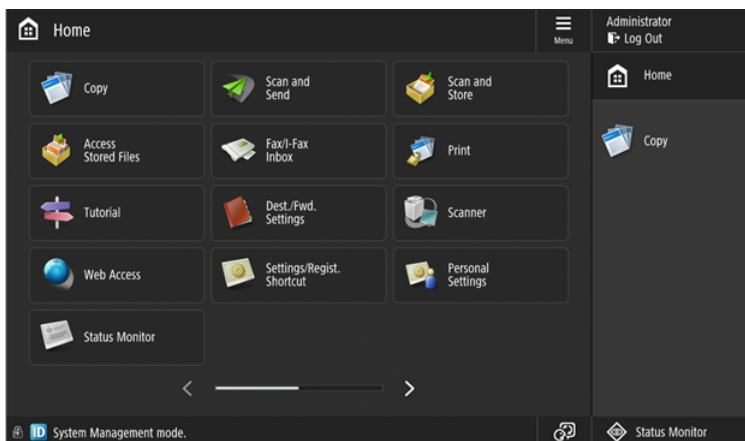 Home
Menu
Administrator
Log Out
Copy
Scan and
Send
Scan and
Store
Home
Access
Stored Files
Fax/I-Fax
Inbox
Print
Copy
Tutorial
Dest./Fwd.
Settings
Scanner
Web Access
Settings/Regist.
Shortcut
Personal
Settings
Status Monitor
ID System Management mode.
Status Monitor